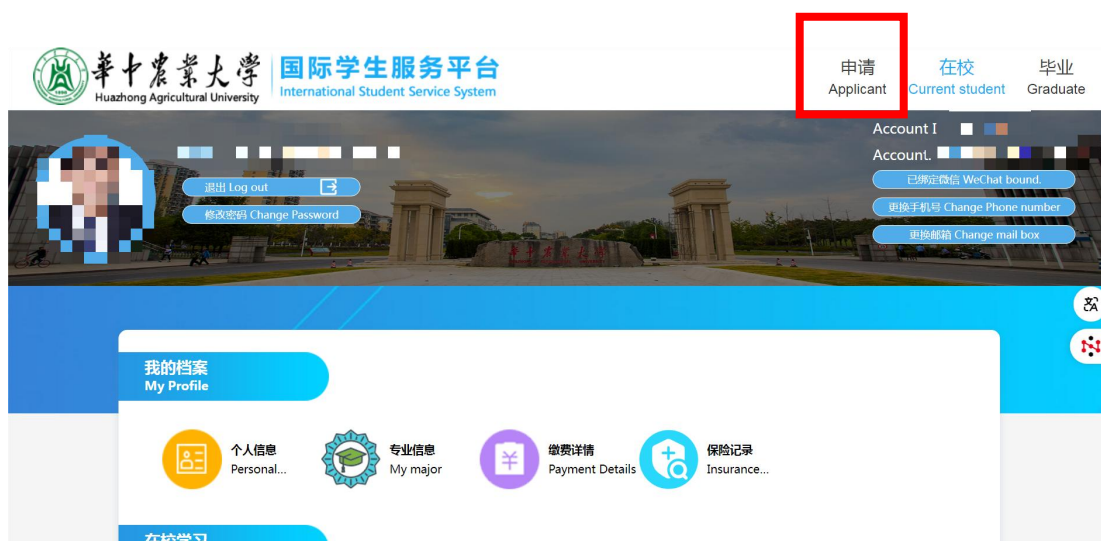 華中農業大學
Huazhong Agricultural University
国际学生服务平台
International Student Service System
申请
Applicant
在校
Current student
毕业
Graduate
Account I
Account.
退出 Log out
修改密码 Change Password
已绑定微信 WeChat bound.
更换手机号 Change Phone number
更换邮箱 Change mail box
我的档案
My Profile
个人信息
Personal...
专业信息
My major
缴费详情
Payment Details
保险记录
Insurance...
在校学习